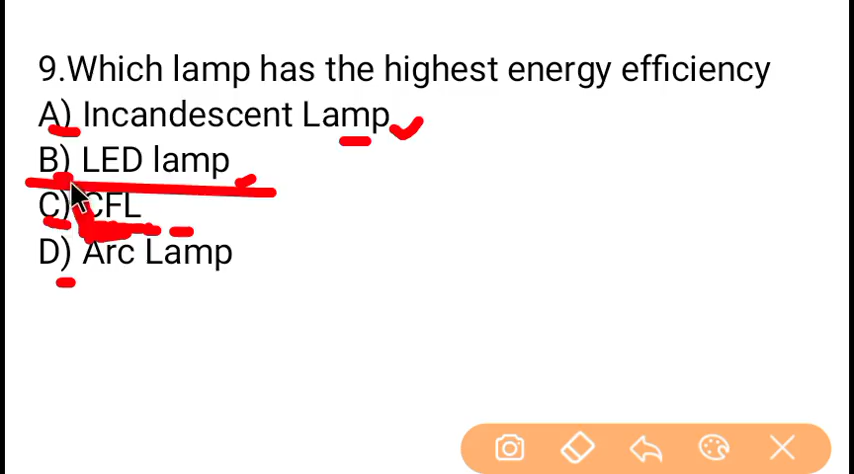 9.Which lamp has the highest energy efficiency
A) Incandescent Lamp
B) LED lamp
C) CFL
D) Arc Lamp